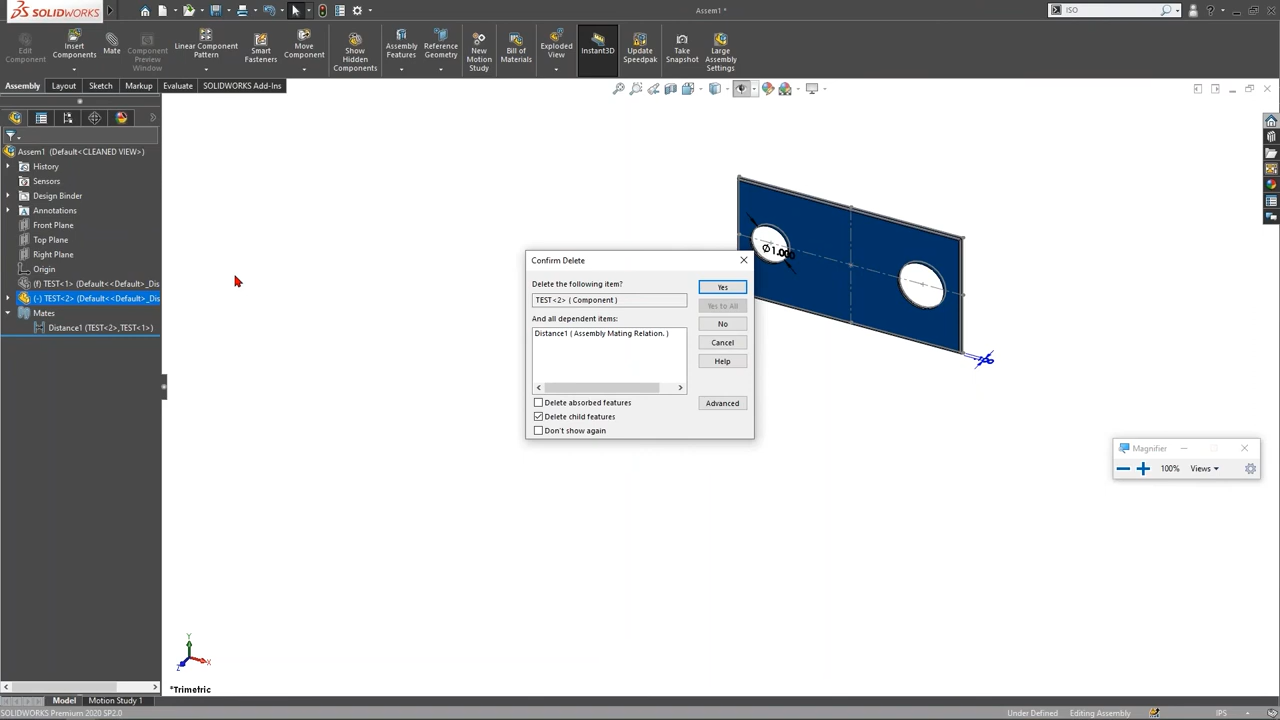 SOLIDWORKS
Assem1 *
ISO
Edit Component
Insert Components
Mate
Component Preview Window
Linear Component Pattern
Smart Fasteners
Move Component
Show Hidden Components
Assembly Features
Reference Geometry
New Motion Study
Bill of Materials
Exploded View
Instant3D
Update Speedpak
Take Snapshot
Large Assembly Settings
Assembly
Layout
Sketch
Markup
Evaluate
SOLIDWORKS Add-Ins
Assem1 (Default<CLEANED VIEW>)
History
Sensors
Design Binder
Annotations
Front Plane
Top Plane
Right Plane
Origin
(f) TEST<1> (Default<<Default>_Dis
(-) TEST<2> (Default<<Default>_Dis
Mates
Distance1 (TEST<2>,TEST<1>)
Ø1.000
Confirm Delete
Delete the following item?
Yes
TEST<2> ( Component )
Yes to All
And all dependent items:
No
Distance1 ( Assembly Mating Relation. )
Cancel
Help
Delete absorbed features
Advanced
Delete child features
Don't show again
Magnifier
100%
Views
Y
X
Z
*Trimetric
Model
Motion Study 1
SOLIDWORKS Premium 2020 SP2.0
Under Defined
Editing Assembly
IPS